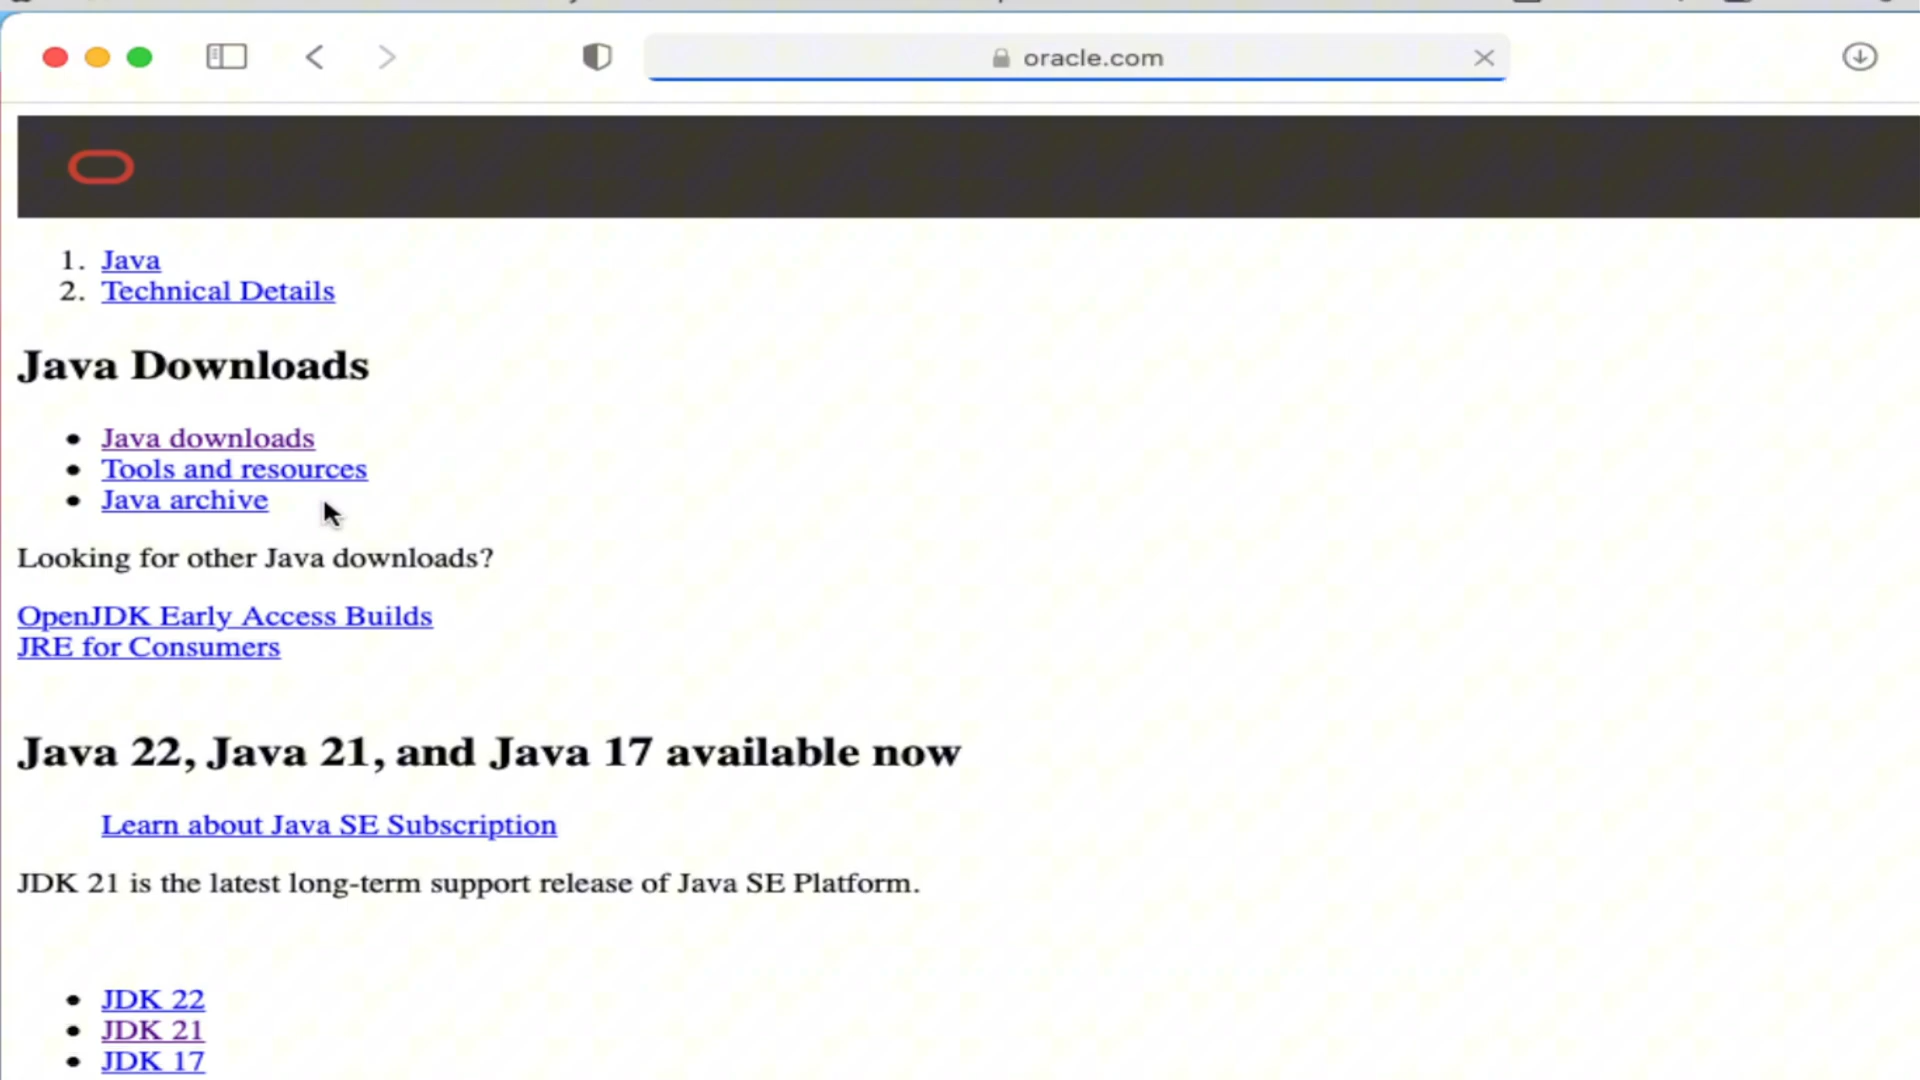 oracle.com
1. Java
2. Technical Details
Java Downloads
• Java downloads
• Tools and resources
• Java archive
Looking for other Java downloads?
OpenJDK Early Access Builds
JRE for Consumers
Java 22, Java 21, and Java 17 available now
Learn about Java SE Subscription
JDK 21 is the latest long-term support release of Java SE Platform.
• JDK 22
• JDK 21
• JDK 17